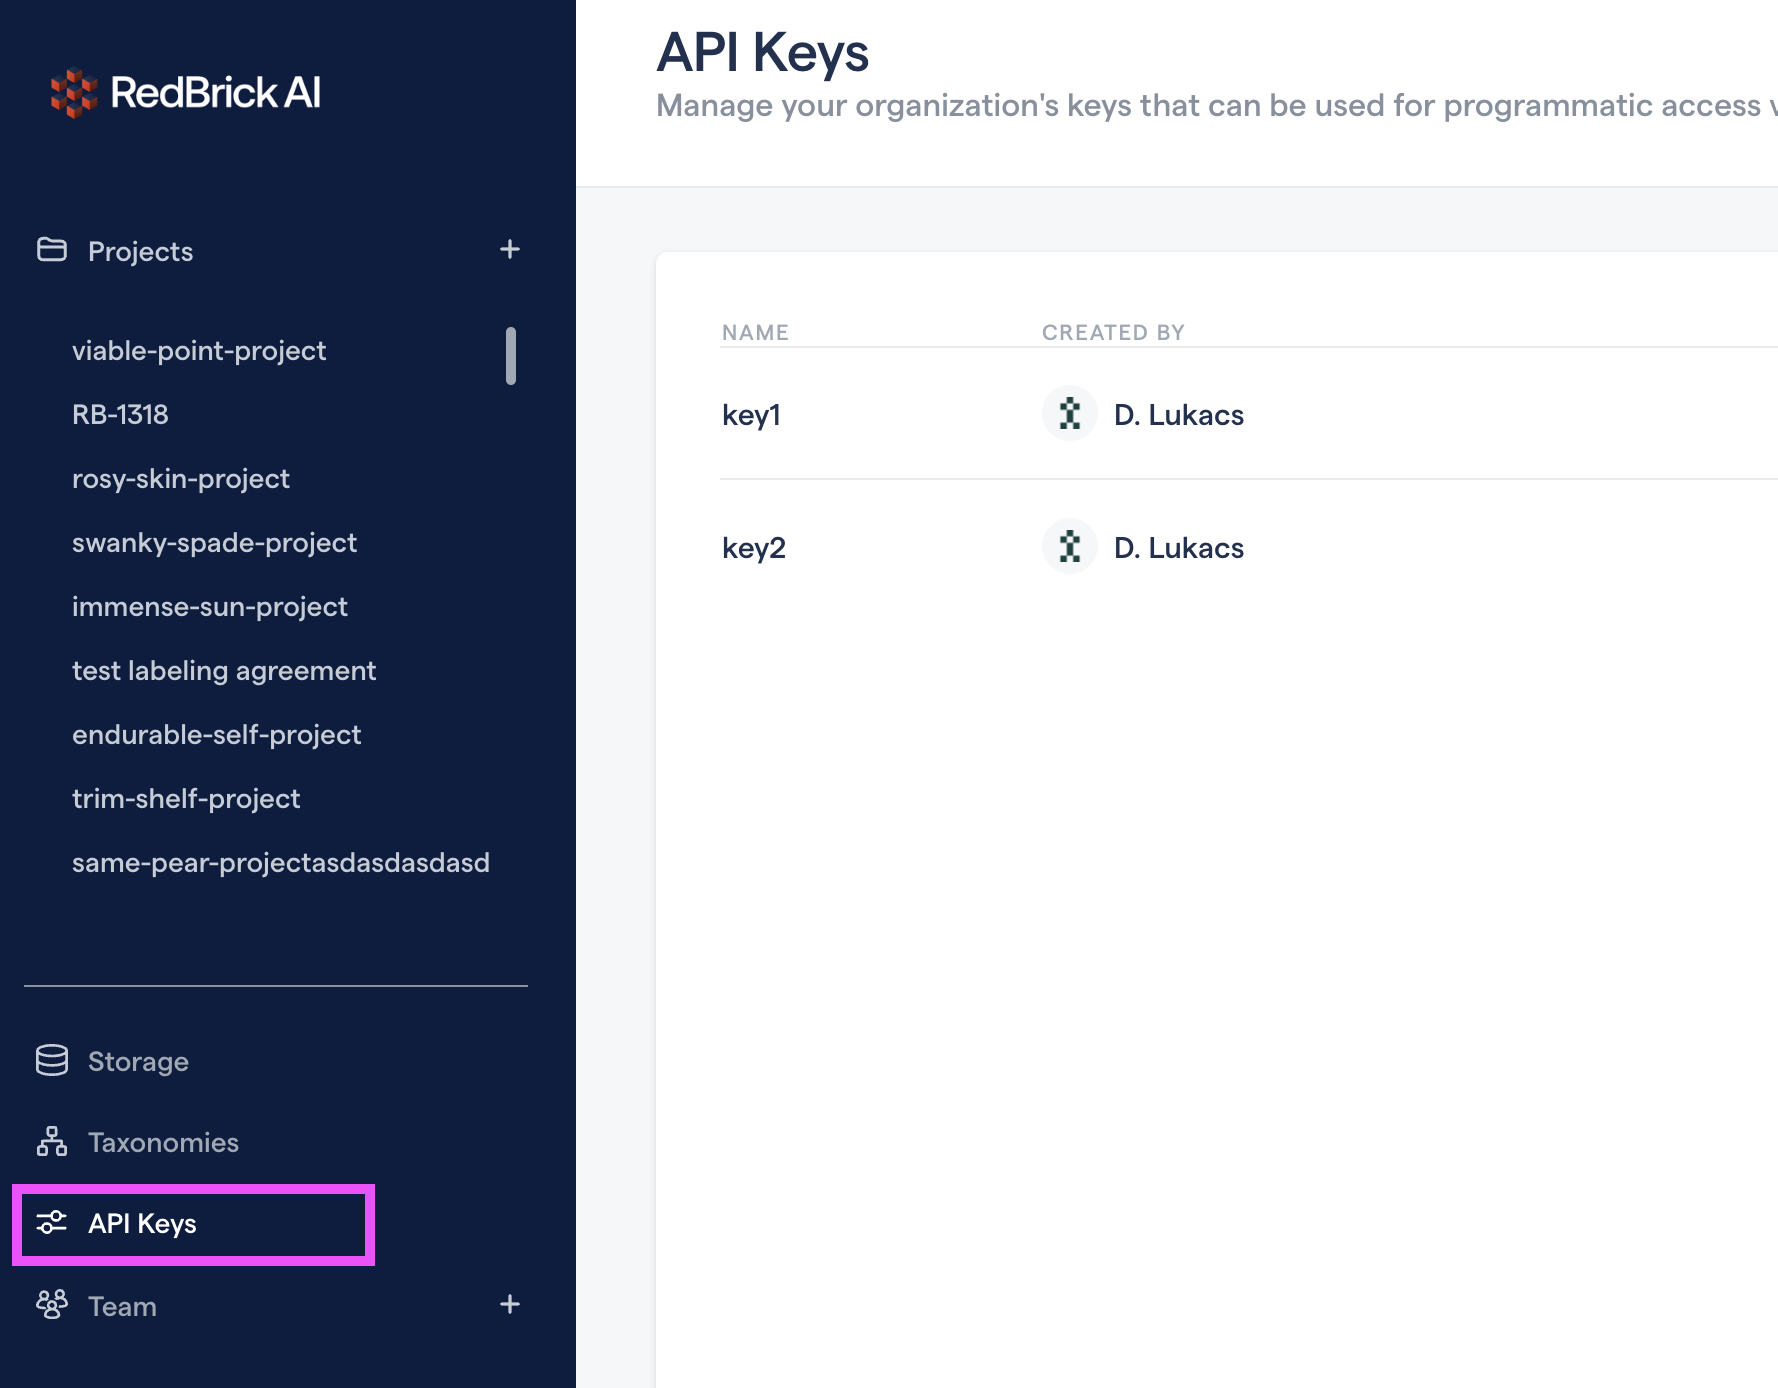 RedBrick AI
Projects
viable-point-project
RB-1318
rosy-skin-project
swanky-spade-project
immense-sun-project
test labeling agreement
endurable-self-project
trim-shelf-project
same-pear-projectasdasdasdasd
Storage
Taxonomies
API Keys
Team
API Keys
Manage your organization's keys that can be used for programmatic access
NAME CREATED BY
key1 D. Lukacs
key2 D. Lukacs